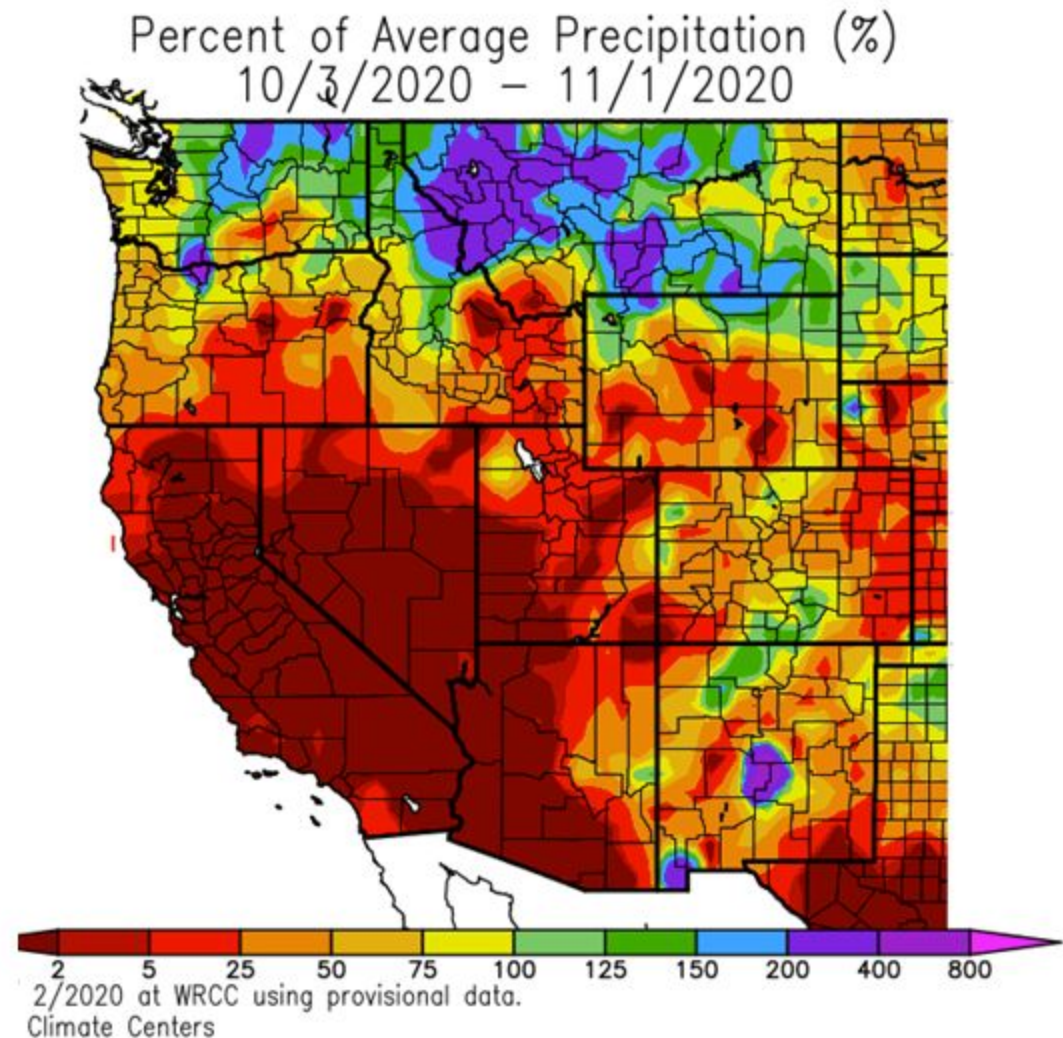 Percent of Average Precipitation (%)
10/3/2020 – 11/1/2020
2 5 25 50 75 100 125 150 200 400 800
2/2020 at WRCC using provisional data.
Climate Centers